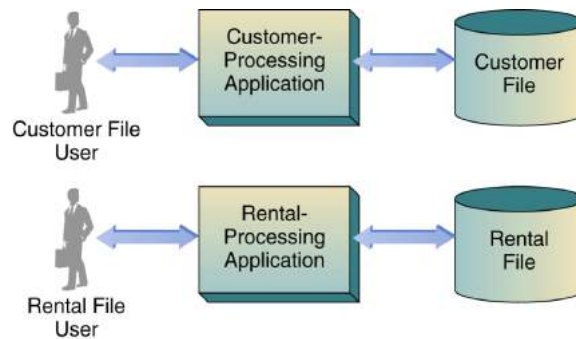 Customer-
Processing
Application
Customer
File
Customer File
User
Rental-
Processing
Application
Rental
File
Rental File
User